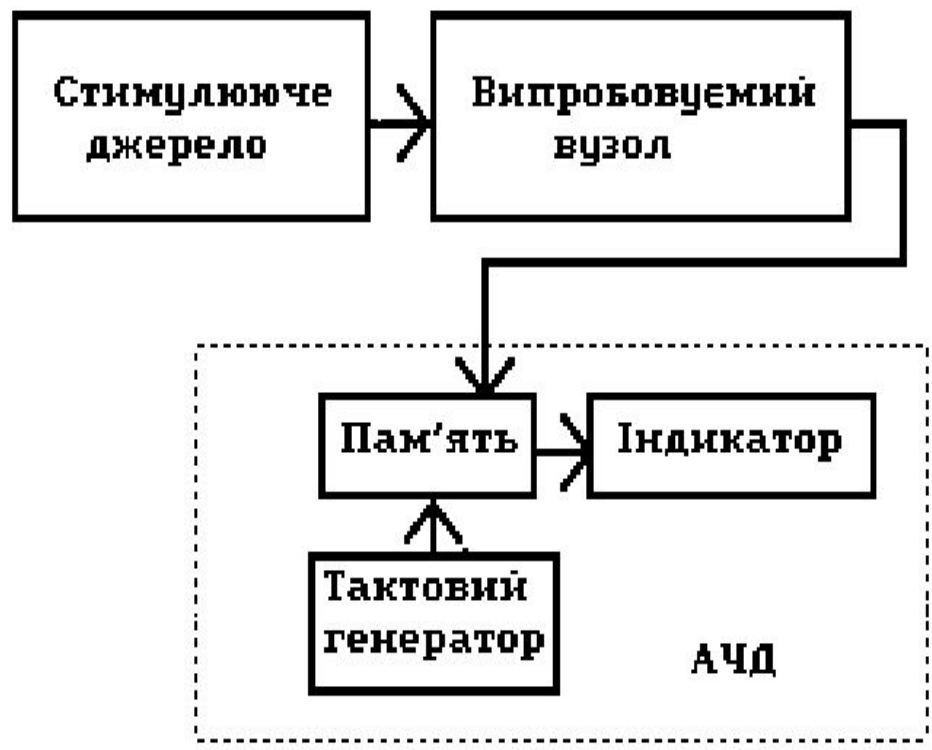 Стимулююче
джерело
Випробовуємий
вузол
Пам'ять
Індикатор
Тактовий
генератор
АЧД